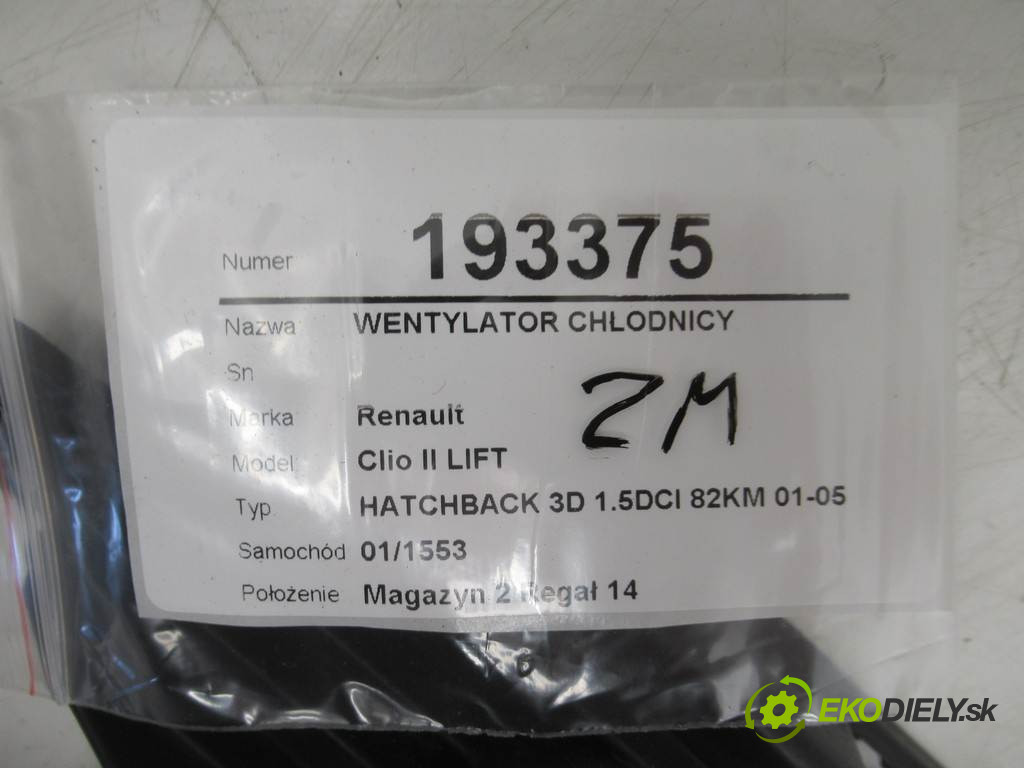 Numer 193375
Nazwa WENTYLATOR CHLODNICY
Sn
Marka Renault
ZM
Model Clio II LIFT
Typ HATCHBACK 3D 1.5DCI 82KM 01-05
Samochód 01/1553
Położenie Magazyn 2 Regał 14
6
EKODIELY.sk